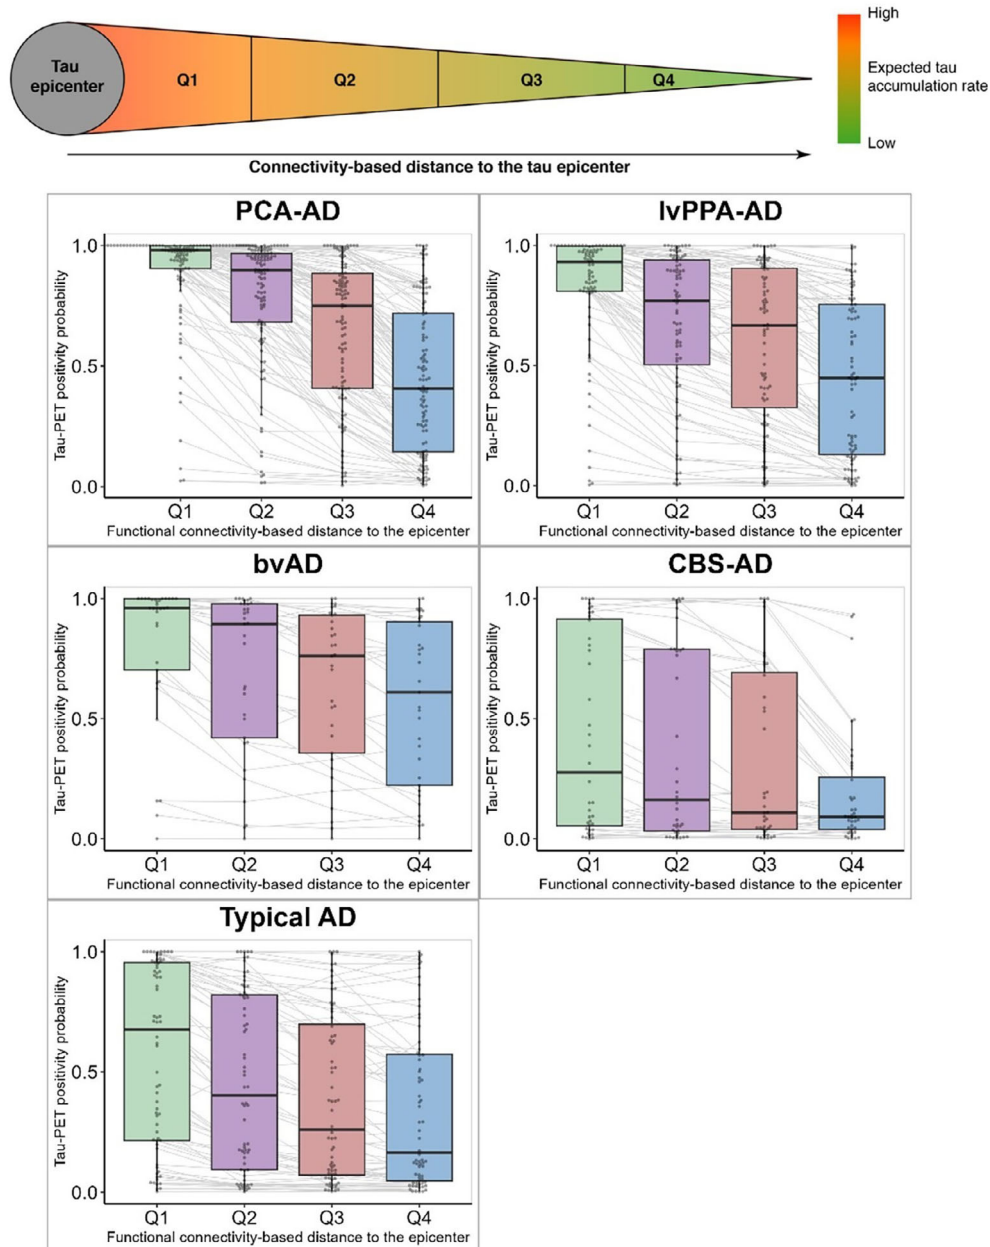 Tau
epicenter
Q1
Q2
Q3
Q4
High
Expected tau
accumulation rate
Low
Connectivity-based distance to the tau epicenter
PCA-AD
Tau-PET positivity probability
1.0
0.5
0.0
Q1 Q2 Q3 Q4
Functional connectivity-based distance to the epicenter
lvPPA-AD
Tau-PET positivity probability
1.0
0.5
0.0
Q1 Q2 Q3 Q4
Functional connectivity-based distance to the epicenter
bvAD
Tau-PET positivity probability
1.0
0.5
0.0
Q1 Q2 Q3 Q4
Functional connectivity-based distance to the epicenter
CBS-AD
Tau-PET positivity probability
1.0
0.5
0.0
Q1 Q2 Q3 Q4
Functional connectivity-based distance to the epicenter
Typical AD
Tau-PET positivity probability
1.0
0.5
0.0
Q1 Q2 Q3 Q4
Functional connectivity-based distance to the epicenter